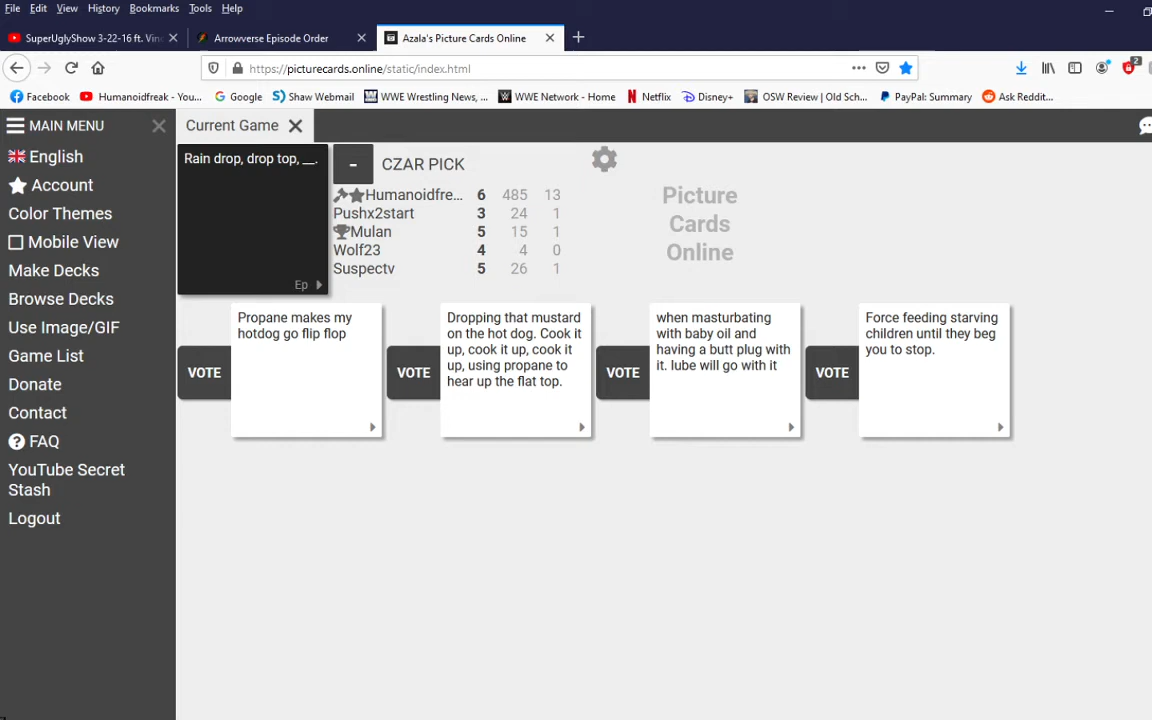 File Edit View History Bookmarks Tools Help
SuperUglyShow 3-22-16 ft. Vin
Arrowverse Episode Order
Azala's Picture Cards Online
https://picturecards.online/static/index.html
2
Facebook Humanoidfreak - You... Google Shaw Webmail WWE Wrestling News, ... WWE Network - Home Netflix Disney+ OSW Review | Old Sch... PayPal: Summary Ask Reddit...
MAIN MENU
English
Account
Color Themes
Mobile View
Make Decks
Browse Decks
Use Image/GIF
Game List
Donate
Contact
FAQ
YouTube Secret
Stash
Logout
Current Game
Rain drop, drop top, __.
Ep
-
CZAR PICK
Humanoidfre... 6 485 13
Pushx2start 3 24 1
Mulan 5 15 1
Wolf23 4 4 0
Suspectv 5 26 1
Picture
Cards
Online
VOTE
Propane makes my
hotdog go flip flop
VOTE
Dropping that mustard
on the hot dog. Cook it
up, cook it up, cook it
up, using propane to
hear up the flat top.
VOTE
when masturbating
with baby oil and
having a butt plug with
it. lube will go with it
VOTE
Force feeding starving
children until they beg
you to stop.